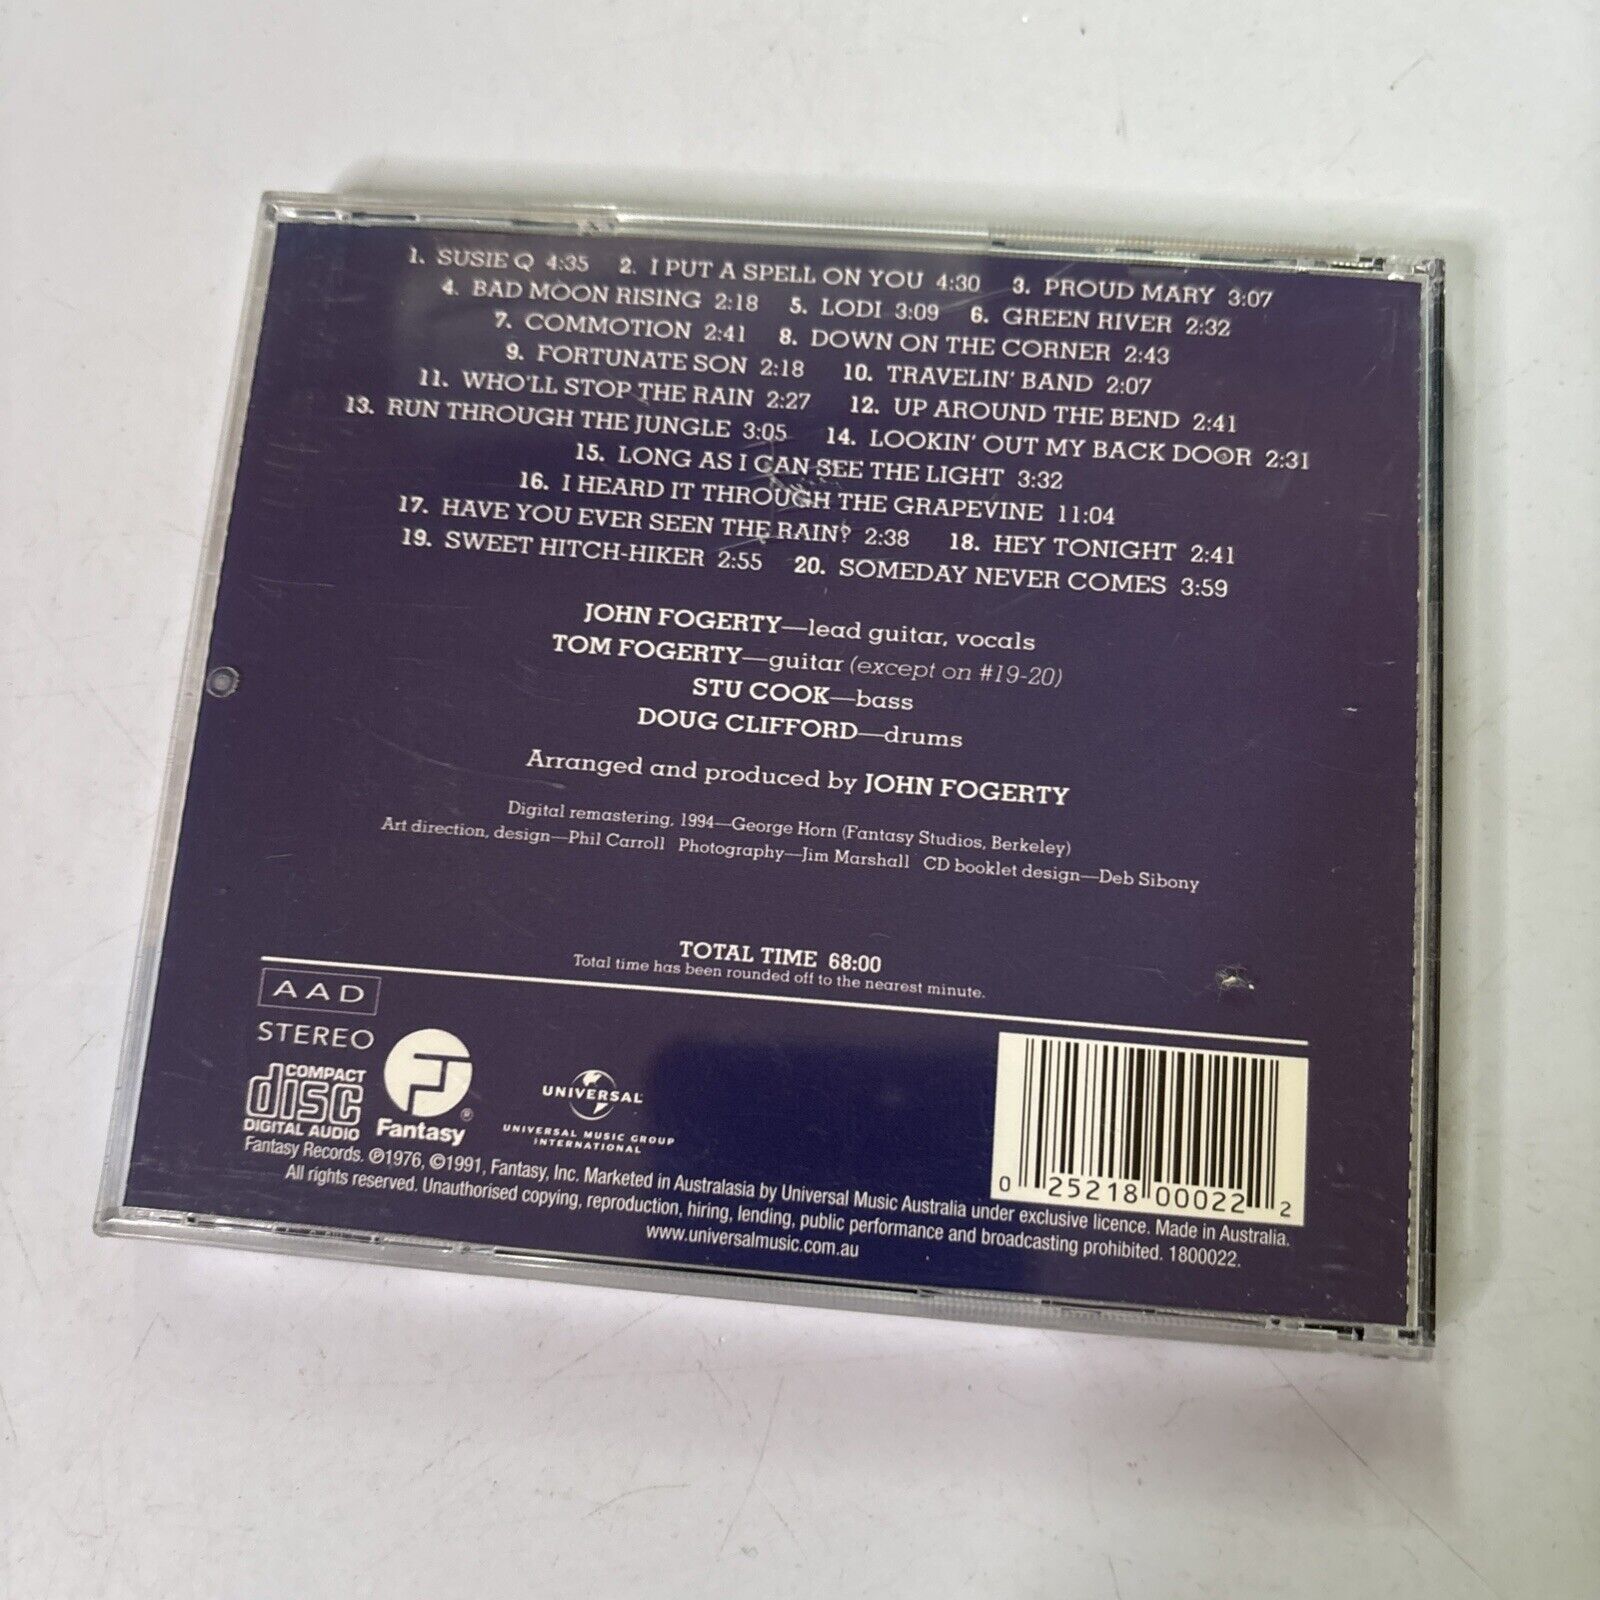 1. SUSIE Q 4:35 2. I PUT A SPELL ON YOU 4:30 3. PROUD MARY 3:07
4. BAD MOON RISING 2:18 5. LODI 3:09 6. GREEN RIVER 2:32
7. COMMOTION 2:41 8. DOWN ON THE CORNER 2:43
9. FORTUNATE SON 2:18 10. TRAVELIN' BAND 2:07
11. WHO'LL STOP THE RAIN 2:27 12. UP AROUND THE BEND 2:41
13. RUN THROUGH THE JUNGLE 3:05 14. LOOKIN' OUT MY BACK DOOR 2:31
15. LONG AS I CAN SEE THE LIGHT 3:32
16. I HEARD IT THROUGH THE GRAPEVINE 11:04
17. HAVE YOU EVER SEEN THE RAIN? 2:38 18. HEY TONIGHT 2:41
19. SWEET HITCH-HIKER 2:55 20. SOMEDAY NEVER COMES 3:59
JOHN FOGERTY—lead guitar, vocals
TOM FOGERTY—guitar (except on #19-20)
STU COOK—bass
DOUG CLIFFORD—drums
Arranged and produced by JOHN FOGERTY
Digital remastering, 1994—George Horn (Fantasy Studios, Berkeley)
Art direction, design—Phil Carroll Photography—Jim Marshall CD booklet design—Deb Sibony
TOTAL TIME 68:00
Total time has been rounded off to the nearest minute.
AAD
STEREO
COMPACT
disc
DIGITAL AUDIO
Fantasy
®
UNIVERSAL
UNIVERSAL MUSIC GROUP
INTERNATIONAL
0 25218 00022 2
Fantasy Records. ℗1976, ©1991, Fantasy, Inc. Marketed in Australasia by Universal Music Australia under exclusive licence. Made in Australia.
All rights reserved. Unauthorised copying, reproduction, hiring, lending, public performance and broadcasting prohibited. 1800022.
www.universalmusic.com.au